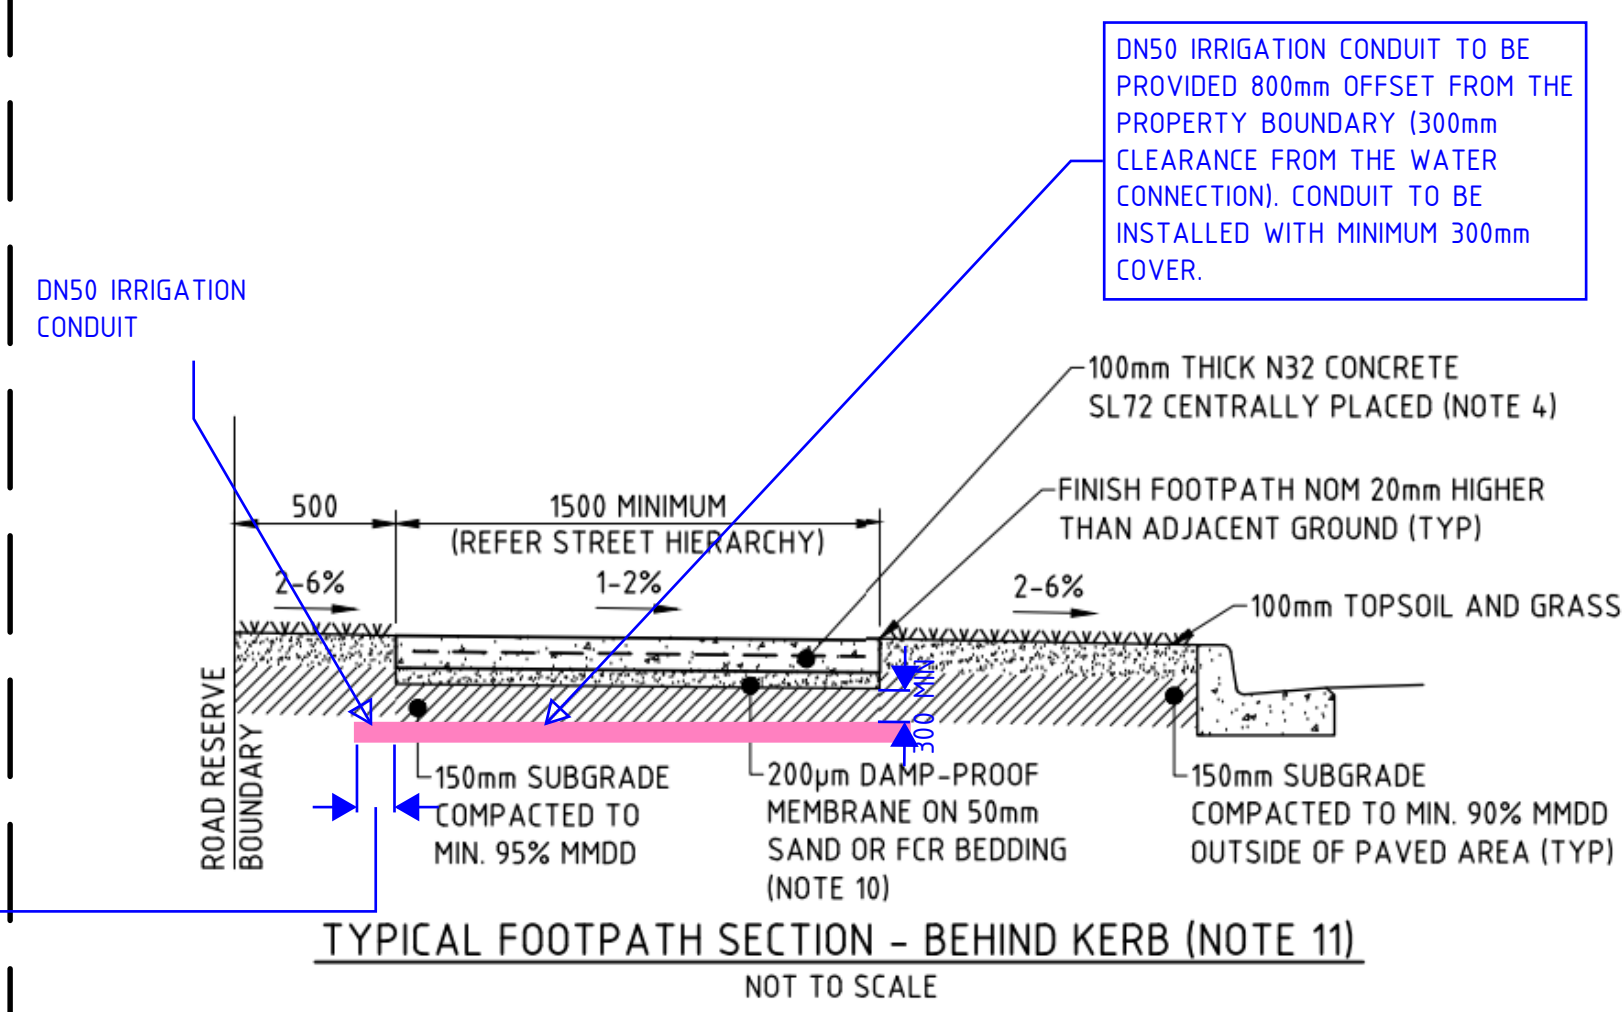 DN50 IRRIGATION CONDUIT TO BE
PROVIDED 800mm OFFSET FROM THE
PROPERTY BOUNDARY (300mm
CLEARANCE FROM THE WATER
CONNECTION). CONDUIT TO BE
INSTALLED WITH MINIMUM 300mm
COVER.
DN50 IRRIGATION
CONDUIT
100mm THICK N32 CONCRETE
SL72 CENTRALLY PLACED (NOTE 4)
FINISH FOOTPATH NOM 20mm HIGHER
THAN ADJACENT GROUND (TYP)
500
1500 MINIMUM
(REFER STREET HIERARCHY)
2-6%
1-2%
2-6%
100mm TOPSOIL AND GRASS
300 MIN
ROAD RESERVE
BOUNDARY
150mm SUBGRADE
COMPACTED TO
MIN. 95% MMDD
200µm DAMP-PROOF
MEMBRANE ON 50mm
SAND OR FCR BEDDING
(NOTE 10)
150mm SUBGRADE
COMPACTED TO MIN. 90% MMDD
OUTSIDE OF PAVED AREA (TYP)
TYPICAL FOOTPATH SECTION - BEHIND KERB (NOTE 11)
NOT TO SCALE